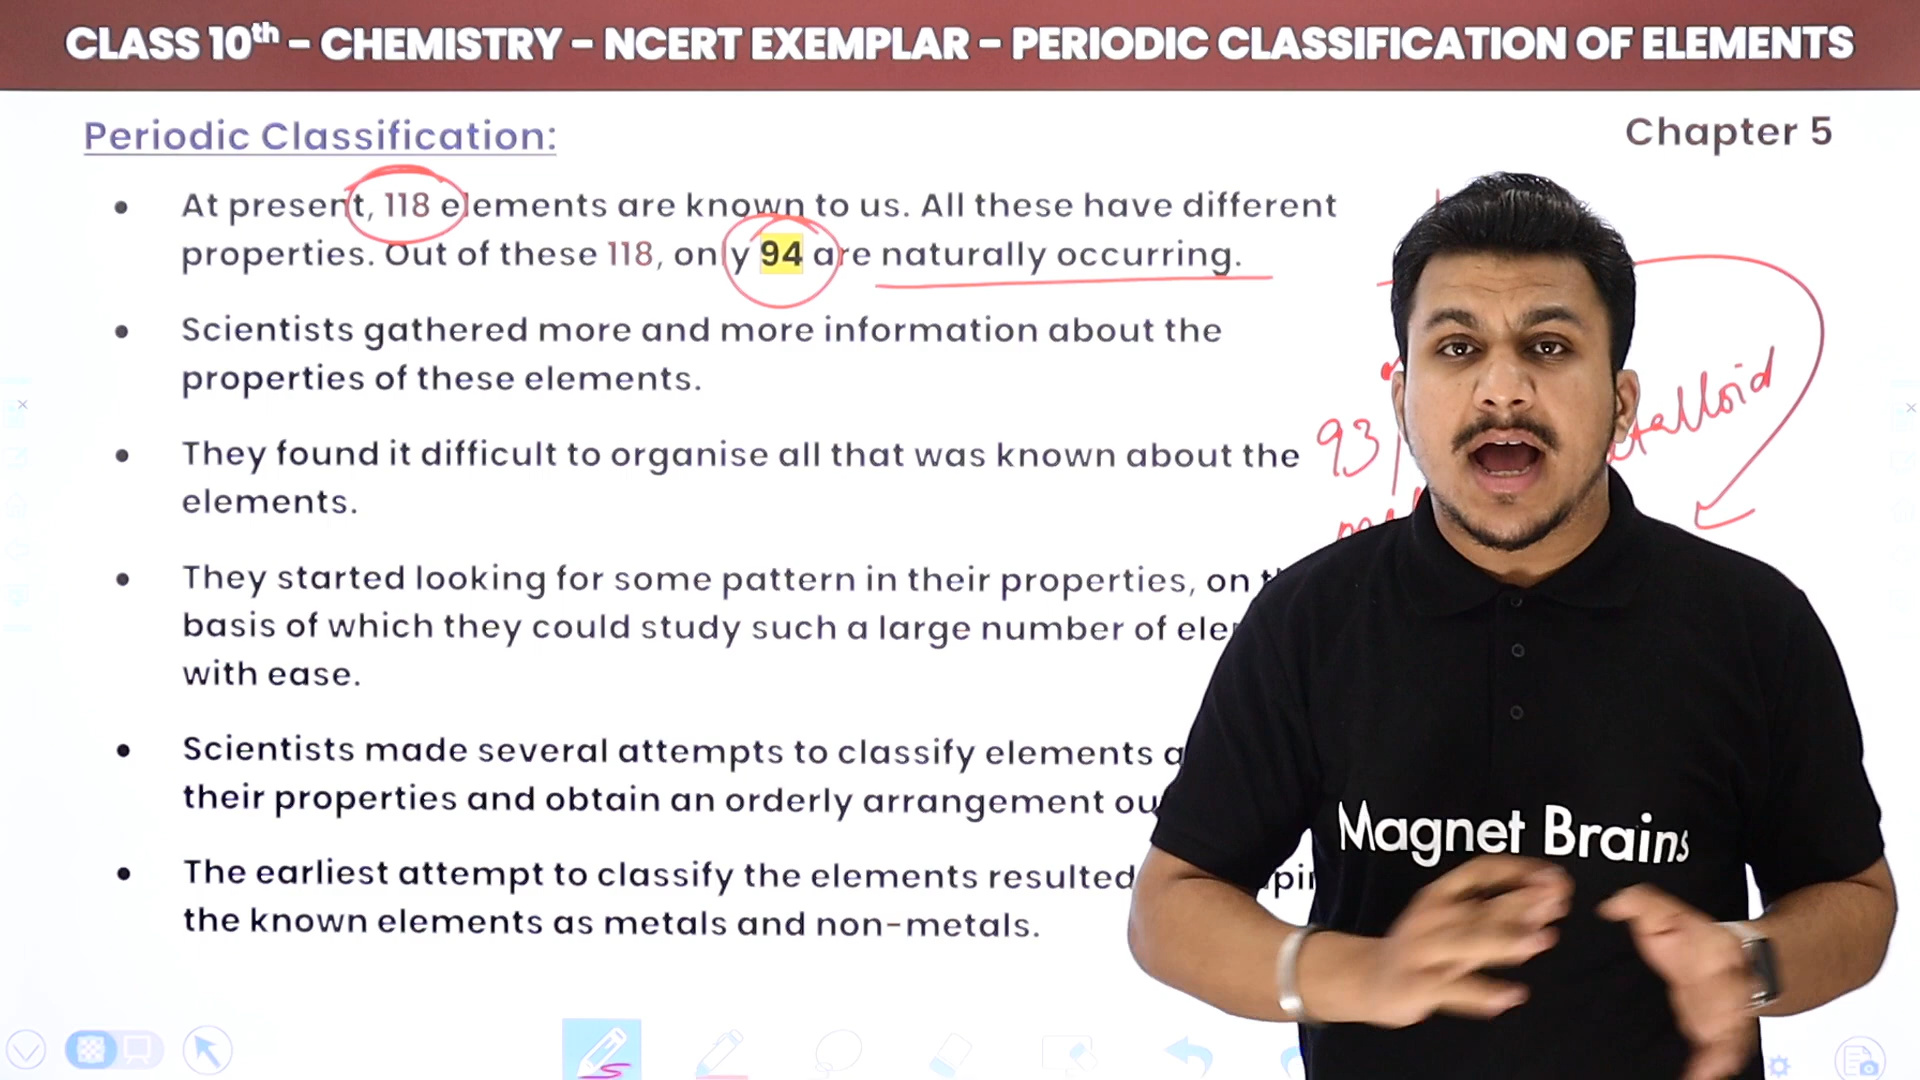 CLASS 10th – CHEMISTRY – NCERT EXEMPLAR – PERIODIC CLASSIFICATION OF ELEMENTS
Periodic Classification:
Chapter 5
• At present, 118 elements are known to us. All these have different
properties. Out of these 118, only 94 are naturally occurring.
• Scientists gathered more and more information about the
properties of these elements.
• They found it difficult to organise all that was known about the
elements.
• They started looking for some pattern in their properties, on
basis of which they could study such a large number of
with ease.
• Scientists made several attempts to classify elements
their properties and obtain an orderly arrangement
• The earliest attempt to classify the elements resulted
the known elements as metals and non-metals.
93
Magnet Brains